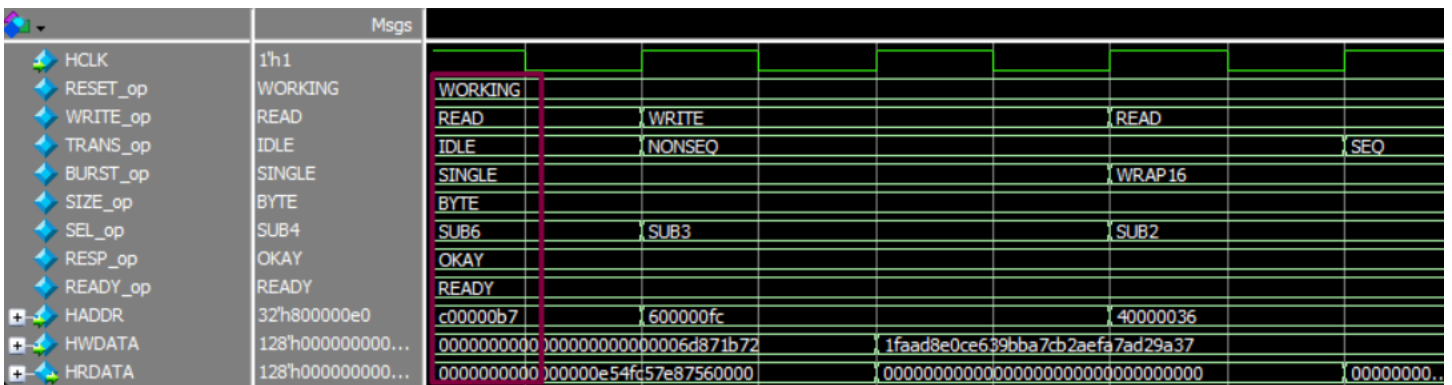 Msgs
HCLK 1'h1
RESET_op WORKING WORKING
WRITE_op READ READ WRITE READ
TRANS_op IDLE IDLE NONSEQ SEQ
BURST_op SINGLE SINGLE WRAP16
SIZE_op BYTE BYTE
SEL_op SUB4 SUB6 SUB3 SUB2
RESP_op OKAY OKAY
READY_op READY READY
HADDR 32'h800000e0 c00000b7 600000fc 40000036
HWDATA 128'h000000000... 0000000000000000000000006d871b72 1faad8e0ce639bba7cb2aefa7ad29a37
HRDATA 128'h000000000... 0000000000000000e54fc57e87560000 00000000000000000000000000000000 00000000..